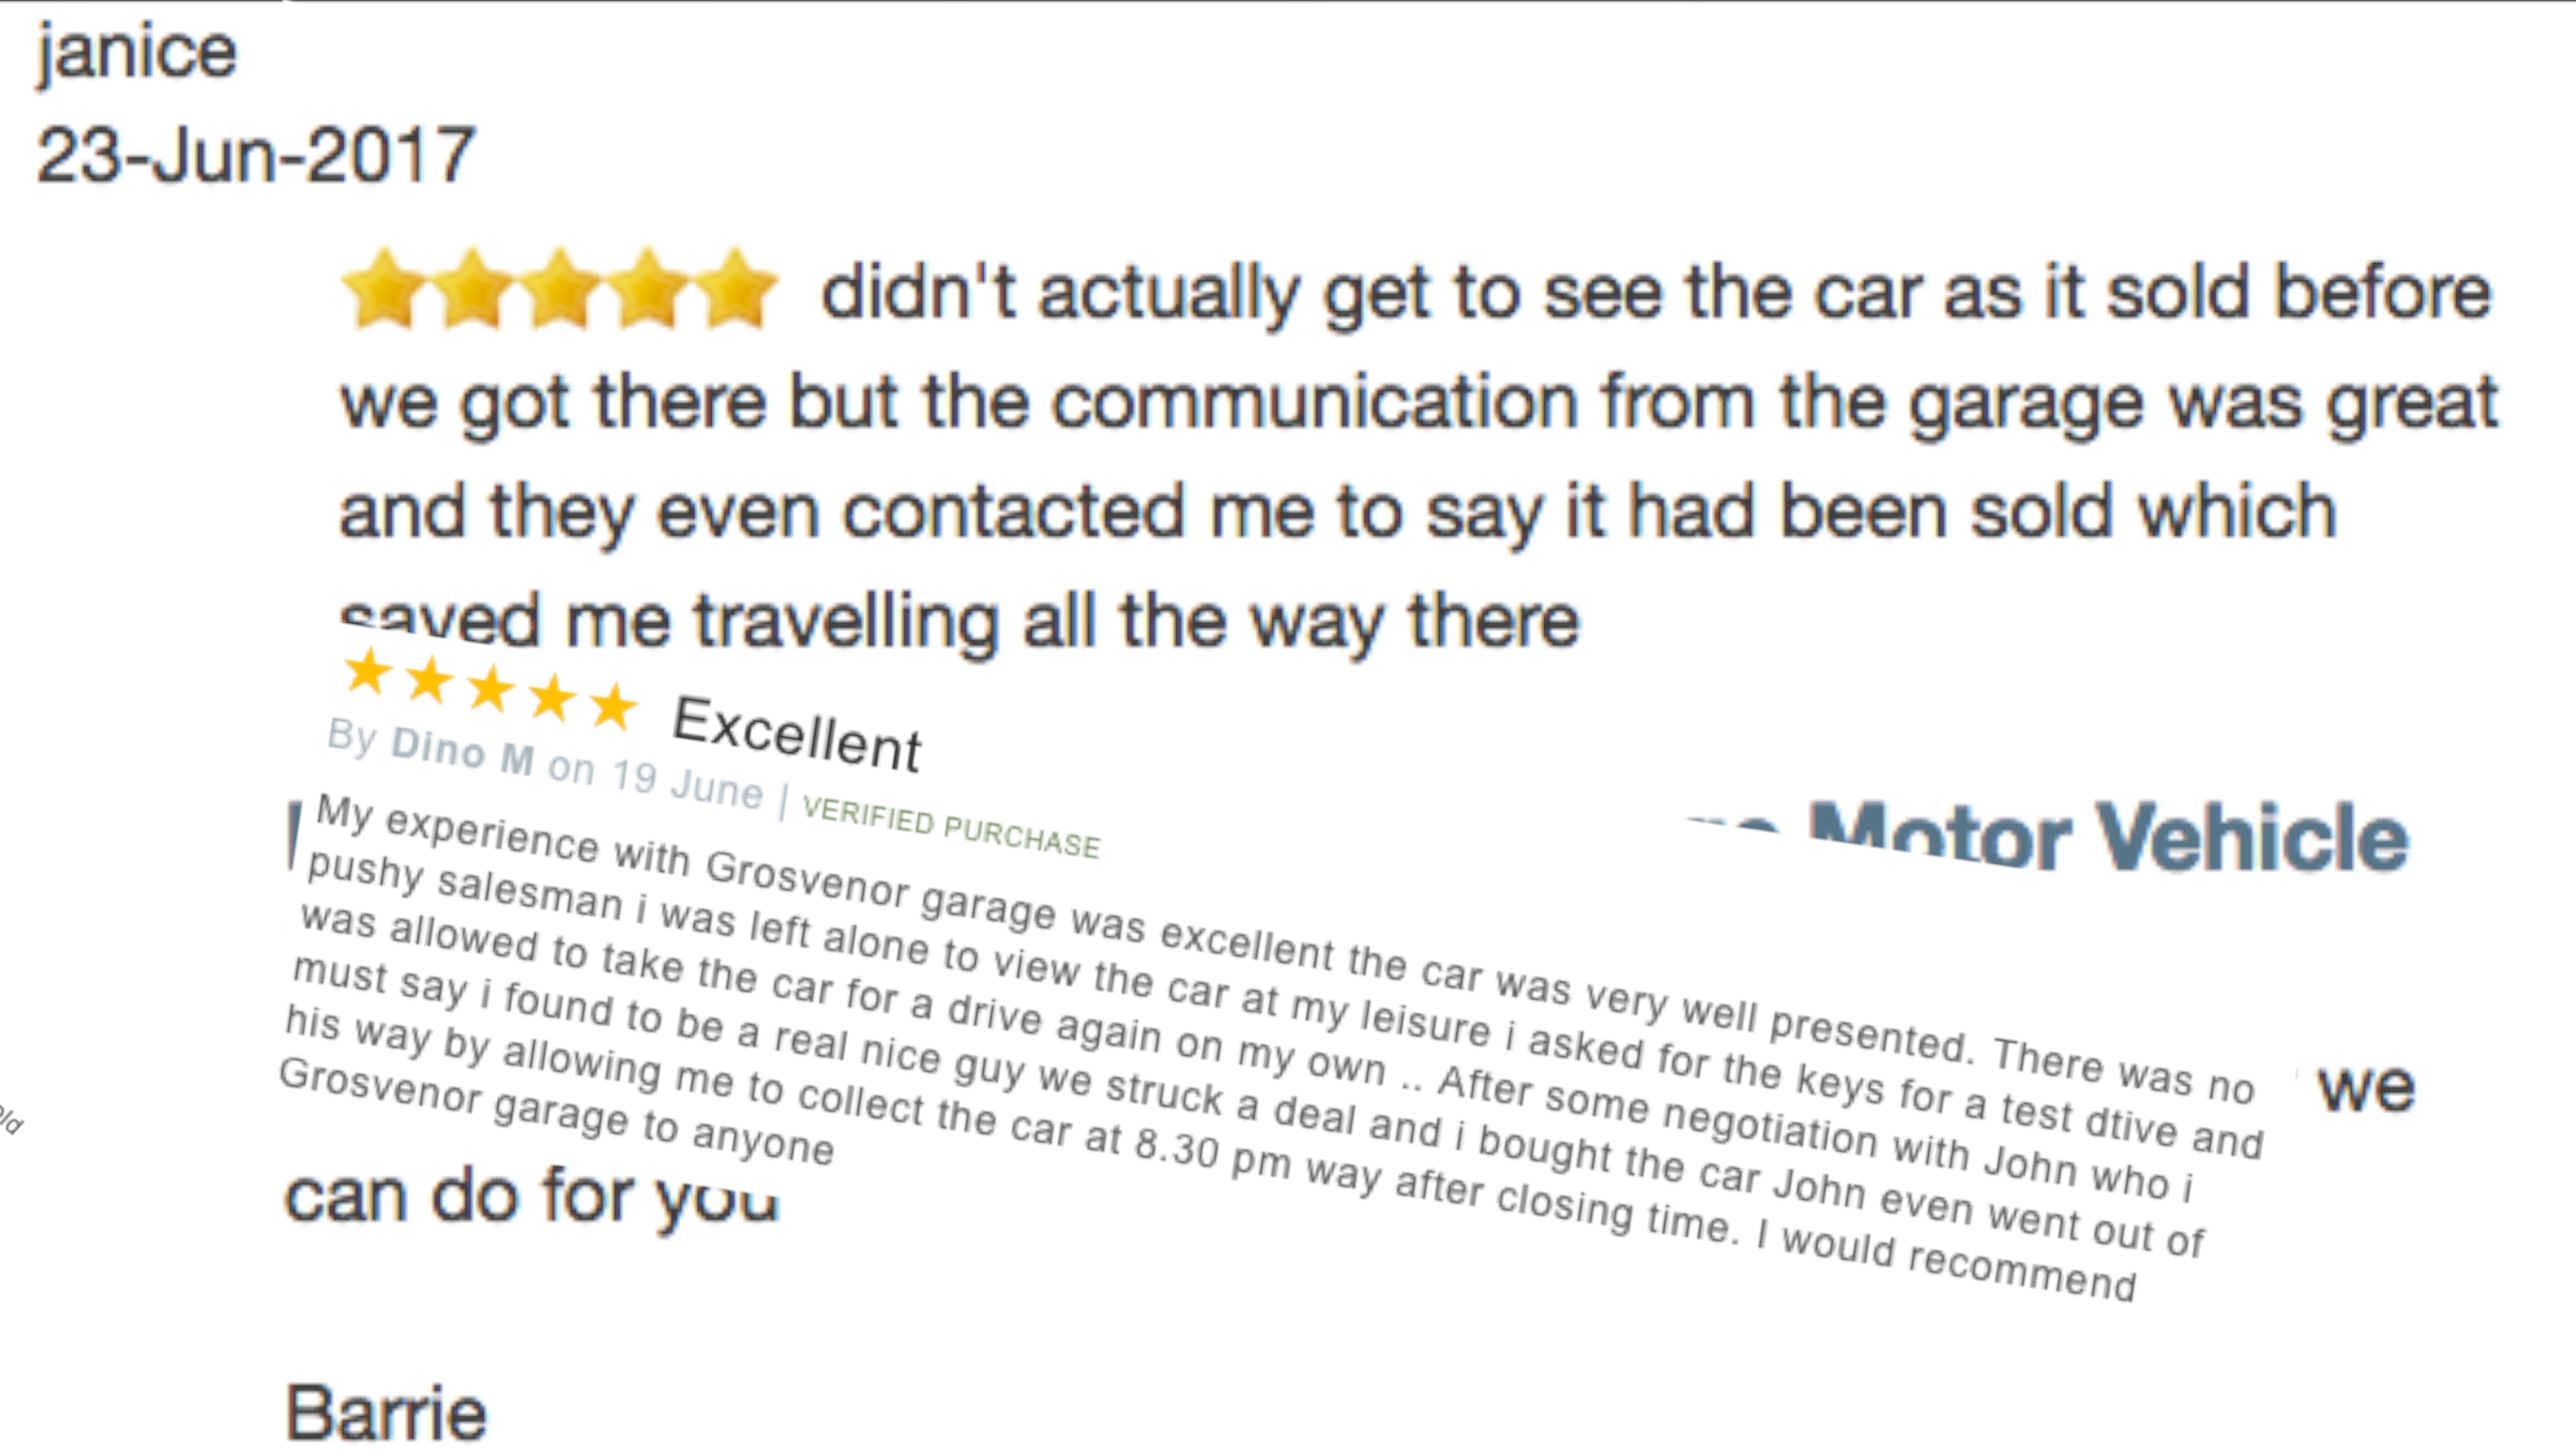 janice
23-Jun-2017
didn't actually get to see the car as it sold before
we got there but the communication from the garage was great
and they even contacted me to say it had been sold which
saved me travelling all the way there
Excellent
By Dino M on 19 June | VERIFIED PURCHASE
Motor Vehicle
My experience with Grosvenor garage was excellent the car was very well presented. There was no
pushy salesman i was left alone to view the car at my leisure i asked for the keys for a test dtive and
was allowed to take the car for a drive again on my own .. After some negotiation with John who i
must say i found to be a real nice guy we struck a deal and i bought the car John even went out of
his way by allowing me to collect the car at 8.30 pm way after closing time. I would recommend
Grosvenor garage to anyone
we
can do for you
Barrie